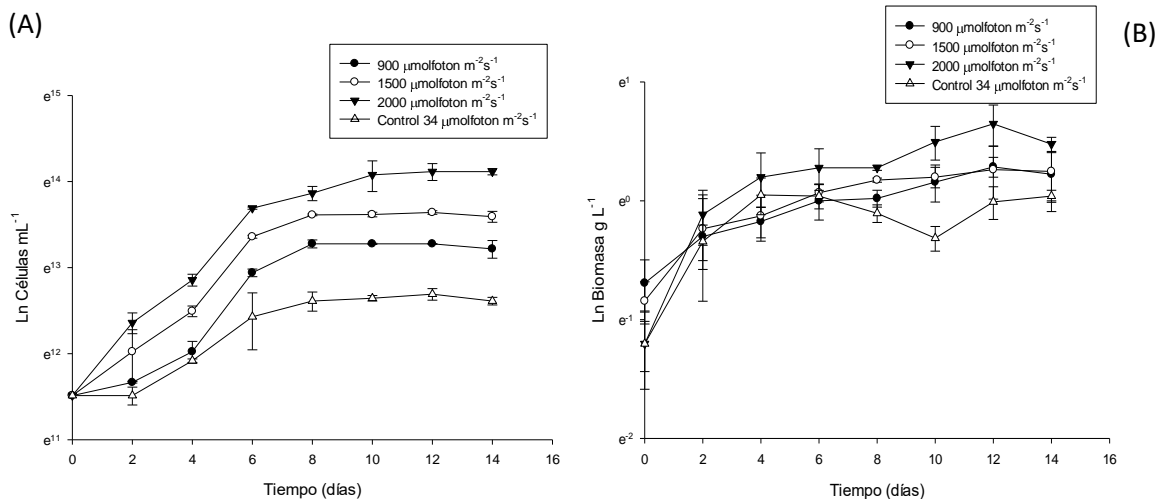 (A)
900 μmolfoton m⁻²s⁻¹
1500 μmolfoton m⁻²s⁻¹
2000 μmolfoton m⁻²s⁻¹
Control 34 μmolfoton m⁻²s⁻¹
e¹⁵
e¹⁴
e¹³
e¹²
e¹¹
Ln Células mL⁻¹
0 2 4 6 8 10 12 14 16
Tiempo (días)
(B)
900 μmolfoton m⁻²s⁻¹
1500 μmolfoton m⁻²s⁻¹
2000 μmolfoton m⁻²s⁻¹
Control 34 μmolfoton m⁻²s⁻¹
e¹
e⁰
e⁻¹
e⁻²
Ln Biomasa g L⁻¹
0 2 4 6 8 10 12 14 16
Tiempo (días)